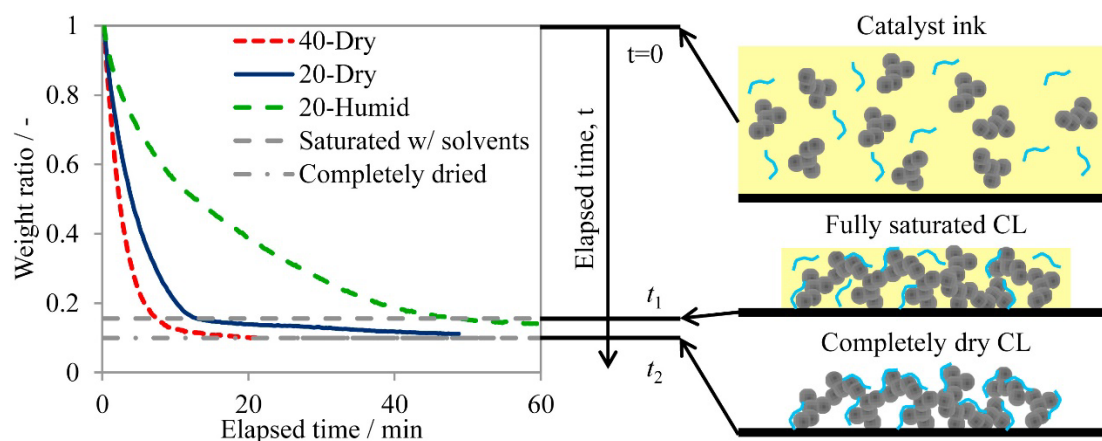 Weight ratio / -
1
0.8
0.6
0.4
0.2
0
0
20
40
60
Elapsed time / min
40-Dry
20-Dry
20-Humid
Saturated w/ solvents
Completely dried
Elapsed time, t
t=0
t1
t2
Catalyst ink
Fully saturated CL
Completely dry CL